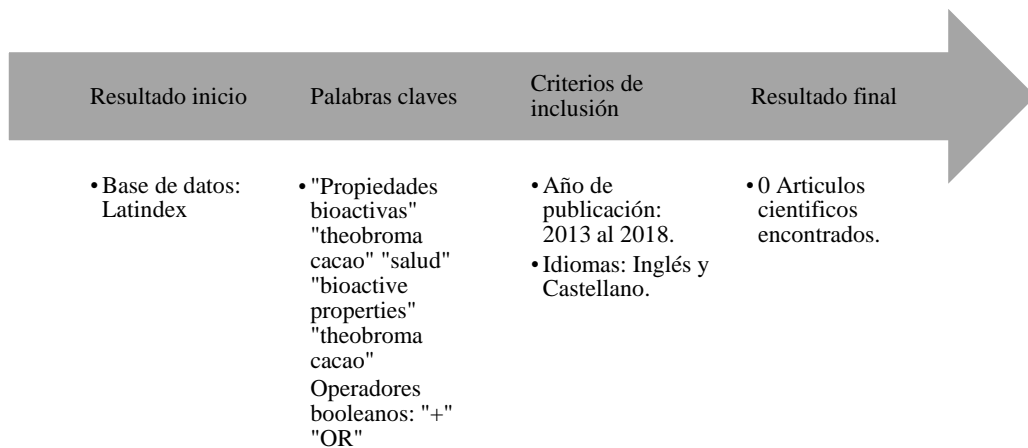 Resultado inicio
Palabras claves
Criterios de
inclusión
Resultado final
• Base de datos:
Latindex
• "Propiedades
bioactivas"
"theobroma
cacao" "salud"
"bioactive
properties"
"theobroma
cacao"
Operadores
booleanos: "+"
"OR"
• Año de
publicación:
2013 al 2018.
• Idiomas: Inglés y
Castellano.
• 0 Articulos
cientificos
encontrados.